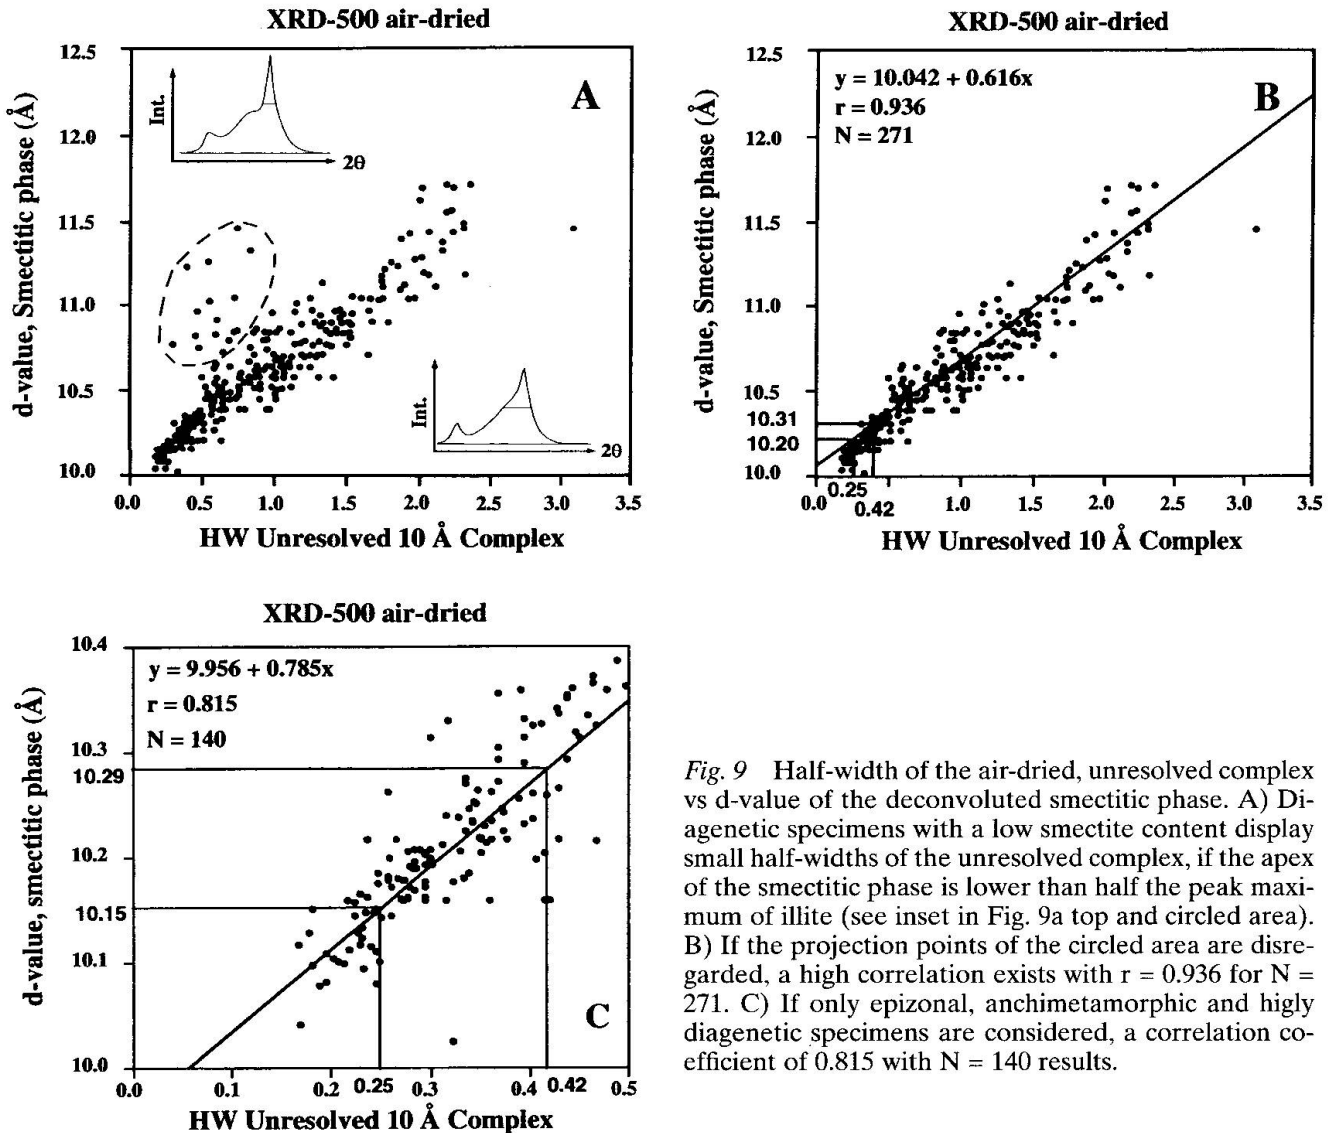 XRD-500 air-dried
12.5
12.0
11.5
11.0
10.5
10.0
d-value, Smectitic phase (Å)
A
Int.
2θ
Int.
2θ
0.0 0.5 1.0 1.5 2.0 2.5 3.0 3.5
HW Unresolved 10 Å Complex
XRD-500 air-dried
12.5
12.0
11.5
11.0
10.5
10.31
10.20
10.0
d-value, Smectitic phase (Å)
y = 10.042 + 0.616x
r = 0.936
N = 271
B
0.0 0.25 0.42 1.0 1.5 2.0 2.5 3.0 3.5
HW Unresolved 10 Å Complex
XRD-500 air-dried
10.4
10.3
10.29
10.2
10.15
10.1
10.0
d-value, smectitic phase (Å)
y = 9.956 + 0.785x
r = 0.815
N = 140
C
0.0 0.1 0.2 0.25 0.3 0.4 0.42 0.5
HW Unresolved 10 Å Complex
Fig. 9 Half-width of the air-dried, unresolved complex
vs d-value of the deconvoluted smectitic phase. A) Di-
agenetic specimens with a low smectite content display
small half-widths of the unresolved complex, if the apex
of the smectitic phase is lower than half the peak maxi-
mum of illite (see inset in Fig. 9a top and circled area).
B) If the projection points of the circled area are disre-
garded, a high correlation exists with r = 0.936 for N =
271. C) If only epizonal, anchimetamorphic and higly
diagenetic specimens are considered, a correlation co-
efficient of 0.815 with N = 140 results.